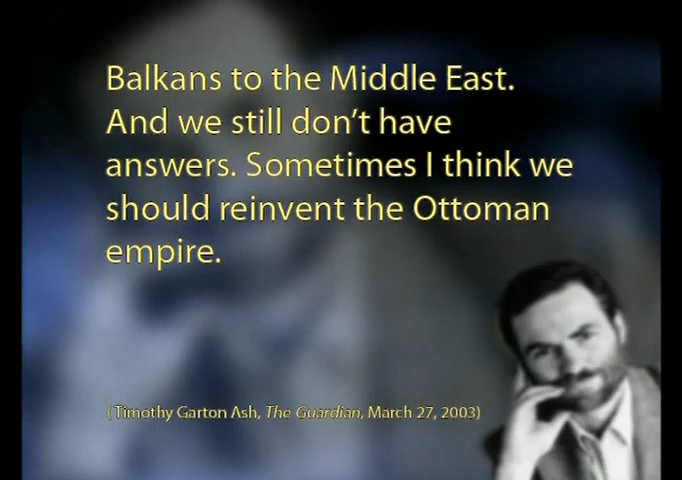 Balkans to the Middle East.
And we still don't have
answers. Sometimes I think we
should reinvent the Ottoman
empire.
(Timothy Garton Ash, The Guardian, March 27, 2003)